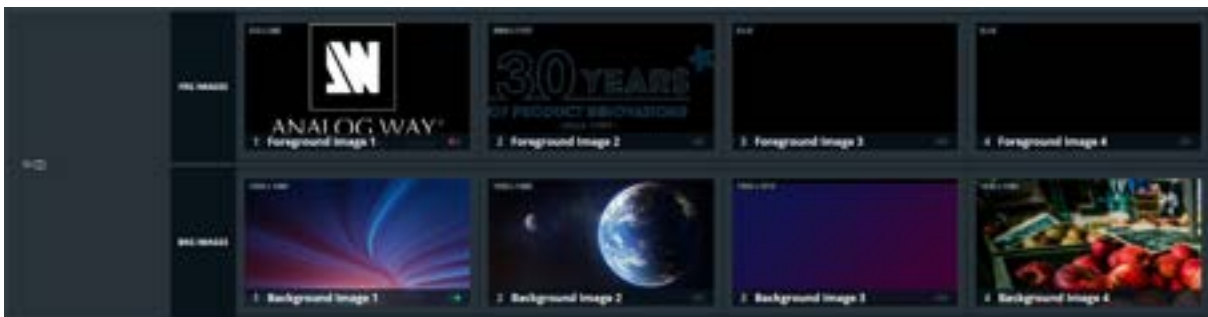 FRG IMAGES
ANALOG WAY®
1 Foreground Image 1
30 YEARS
OF PRODUCT INNOVATIONS
2 Foreground Image 2
3 Foreground Image 3
4 Foreground Image 4
BKG IMAGES
1 Background Image 1
2 Background Image 2
3 Background Image 3
4 Background Image 4